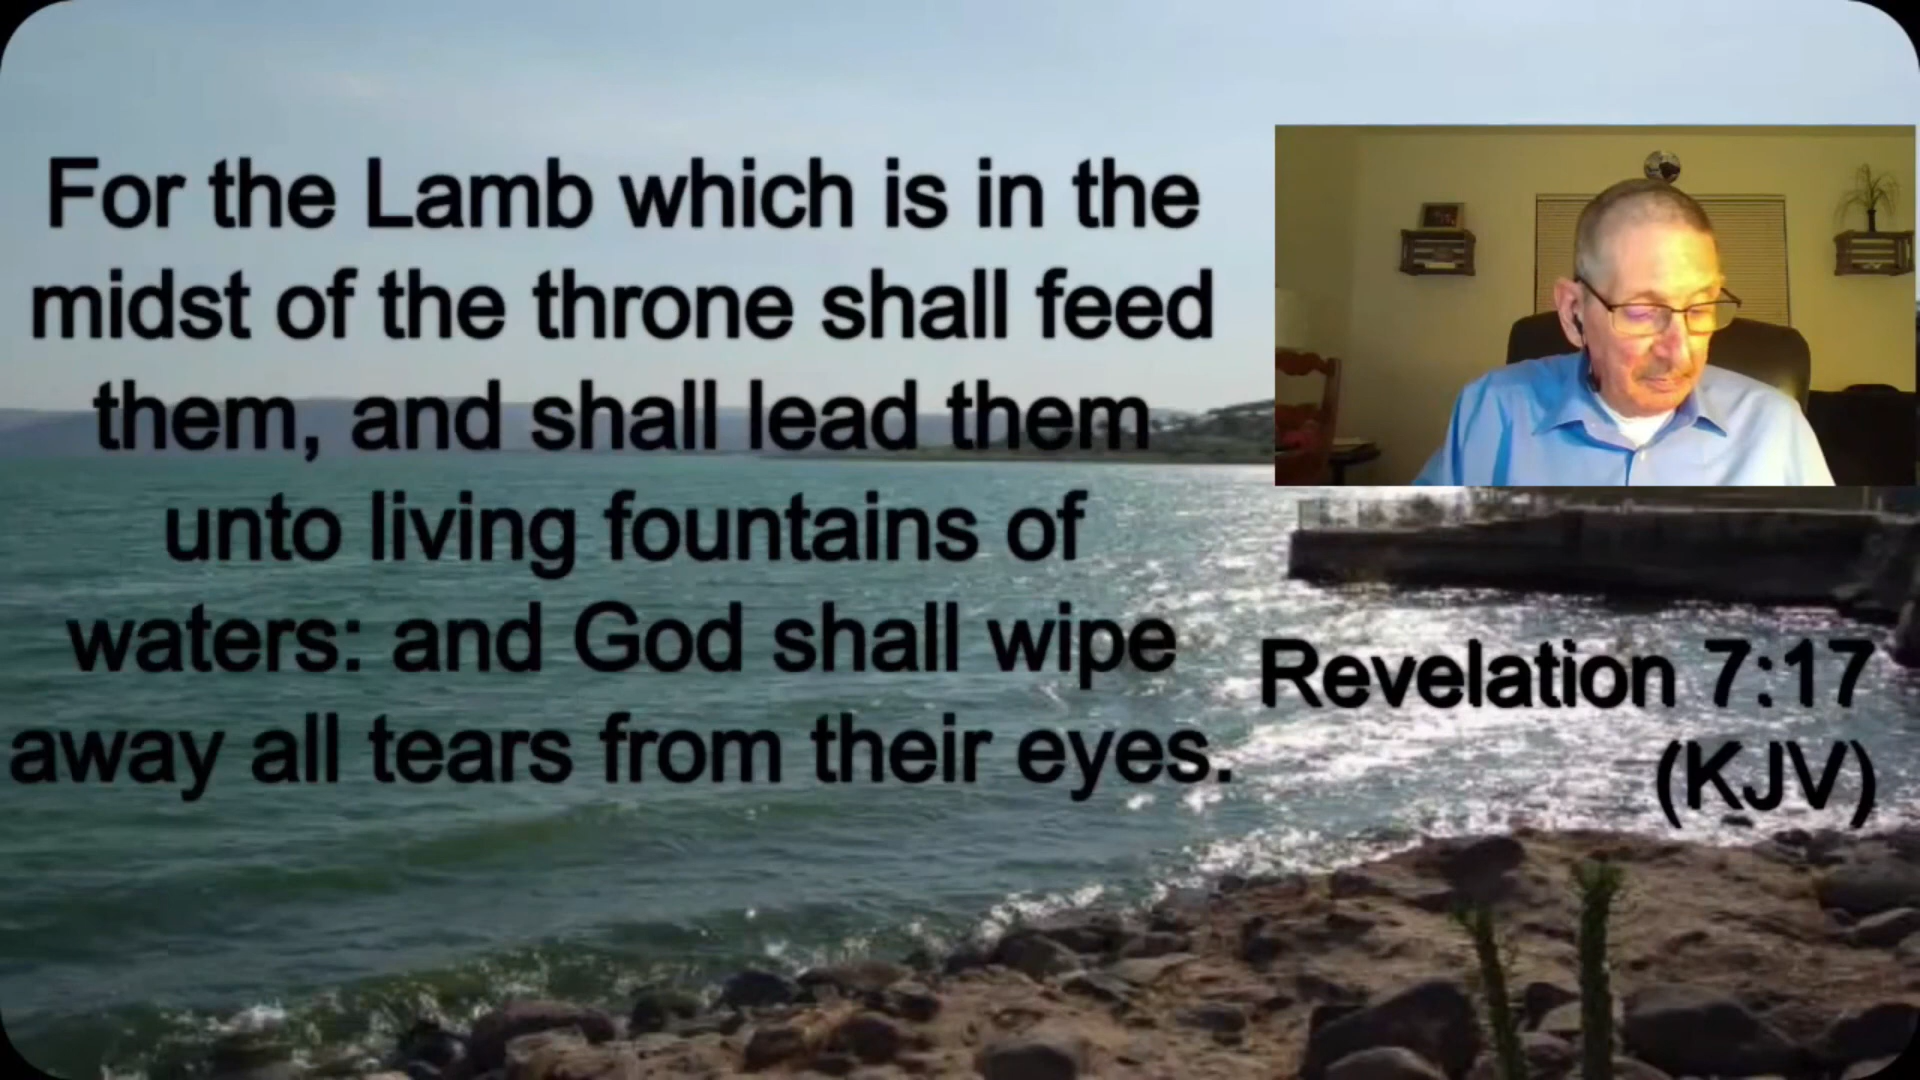 For the Lamb which is in the
midst of the throne shall feed
them, and shall lead them
unto living fountains of
waters: and God shall wipe
away all tears from their eyes.
Revelation 7:17
(KJV)